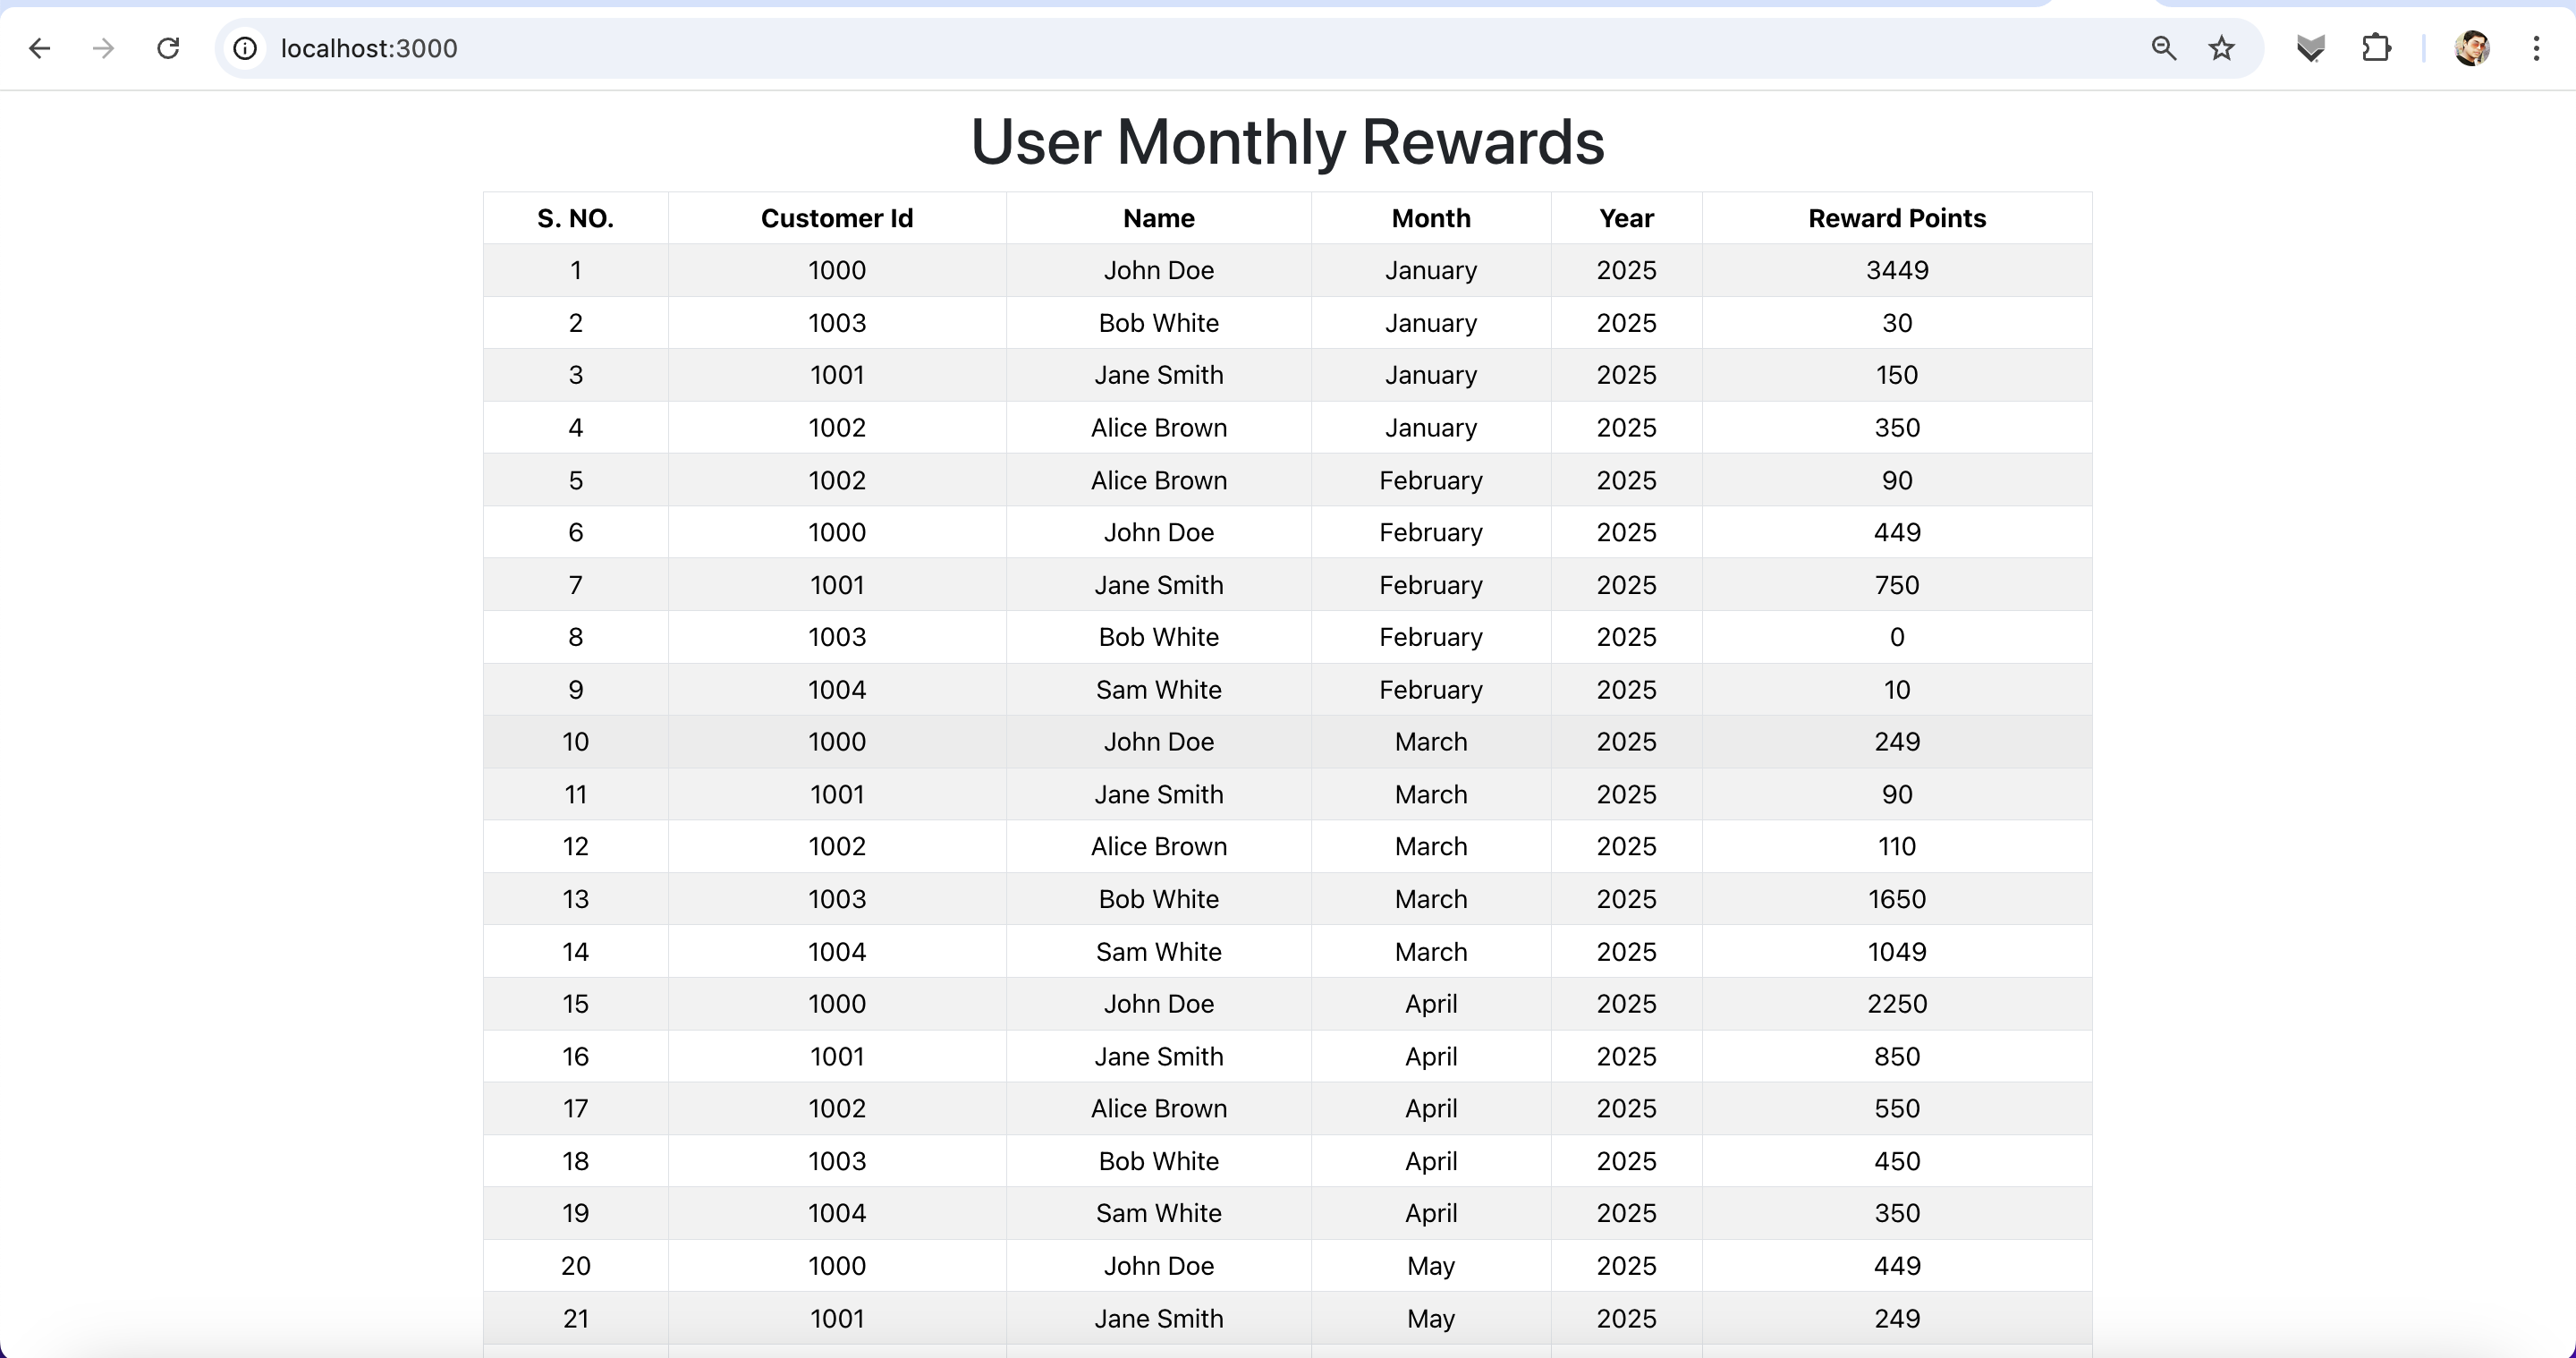 localhost:3000
User Monthly Rewards
S. NO. Customer Id Name Month Year Reward Points
1 1000 John Doe January 2025 3449
2 1003 Bob White January 2025 30
3 1001 Jane Smith January 2025 150
4 1002 Alice Brown January 2025 350
5 1002 Alice Brown February 2025 90
6 1000 John Doe February 2025 449
7 1001 Jane Smith February 2025 750
8 1003 Bob White February 2025 0
9 1004 Sam White February 2025 10
10 1000 John Doe March 2025 249
11 1001 Jane Smith March 2025 90
12 1002 Alice Brown March 2025 110
13 1003 Bob White March 2025 1650
14 1004 Sam White March 2025 1049
15 1000 John Doe April 2025 2250
16 1001 Jane Smith April 2025 850
17 1002 Alice Brown April 2025 550
18 1003 Bob White April 2025 450
19 1004 Sam White April 2025 350
20 1000 John Doe May 2025 449
21 1001 Jane Smith May 2025 249